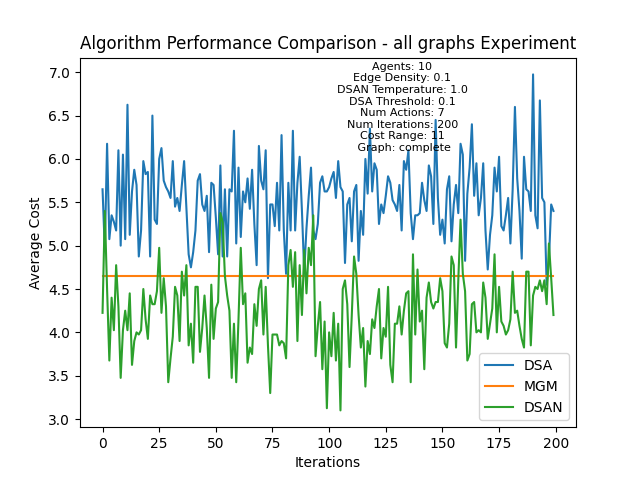 Algorithm Performance Comparison - all graphs Experiment
Agents: 10
Edge Density: 0.1
DSAN Temperature: 1.0
DSA Threshold: 0.1
Num Actions: 7
Num Iterations: 200
Cost Range: 11
Graph: complete
7.0
6.5
6.0
5.5
5.0
4.5
4.0
3.5
3.0
Average Cost
DSA
MGM
DSAN
0 25 50 75 100 125 150 175 200
Iterations